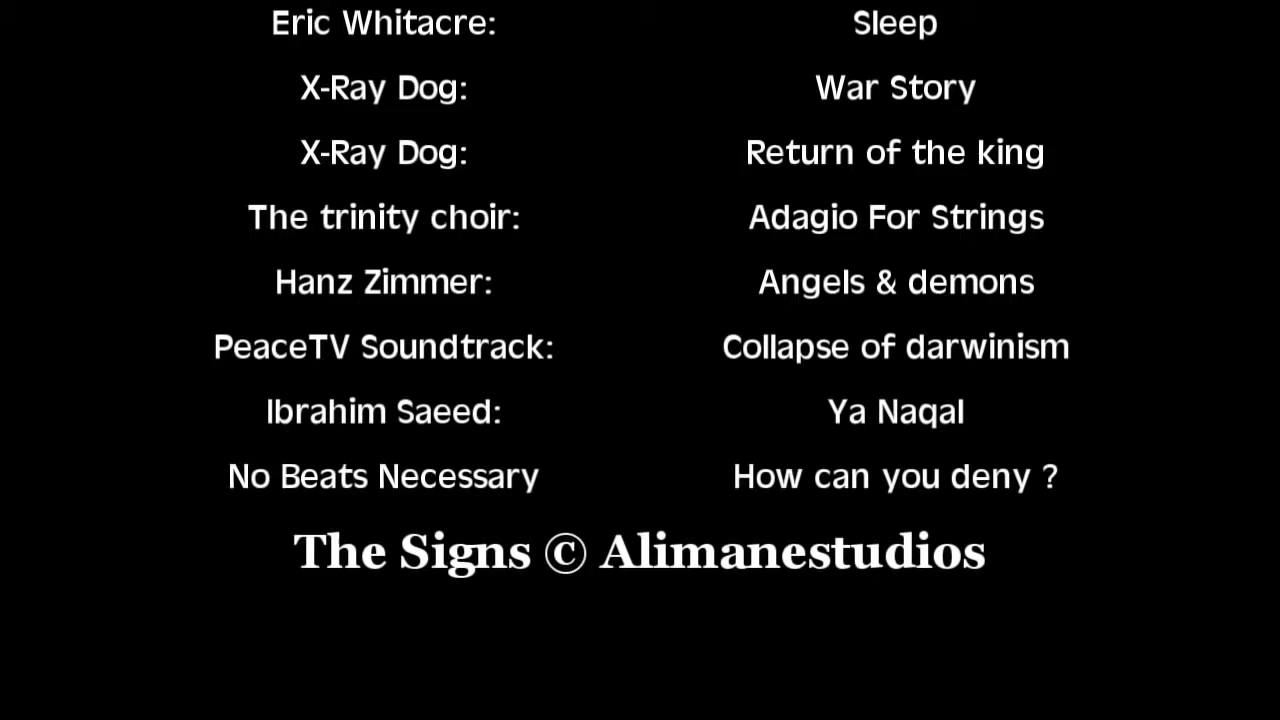 Eric Whitacre: Sleep
X-Ray Dog: War Story
X-Ray Dog: Return of the king
The trinity choir: Adagio For Strings
Hanz Zimmer: Angels & demons
PeaceTV Soundtrack: Collapse of darwinism
Ibrahim Saeed: Ya Naqal
No Beats Necessary How can you deny ?
The Signs © Alimanestudios